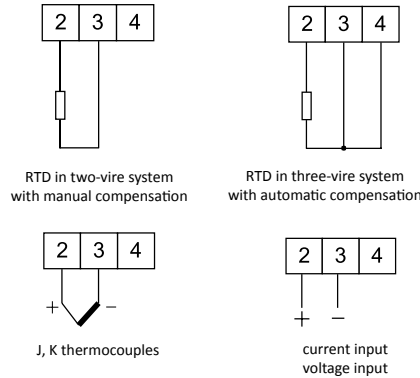 2 3 4
RTD in two-vire system
with manual compensation
2 3 4
RTD in three-vire system
with automatic compensation
2 3 4
+ −
J, K thermocouples
2 3 4
+ −
current input
voltage input